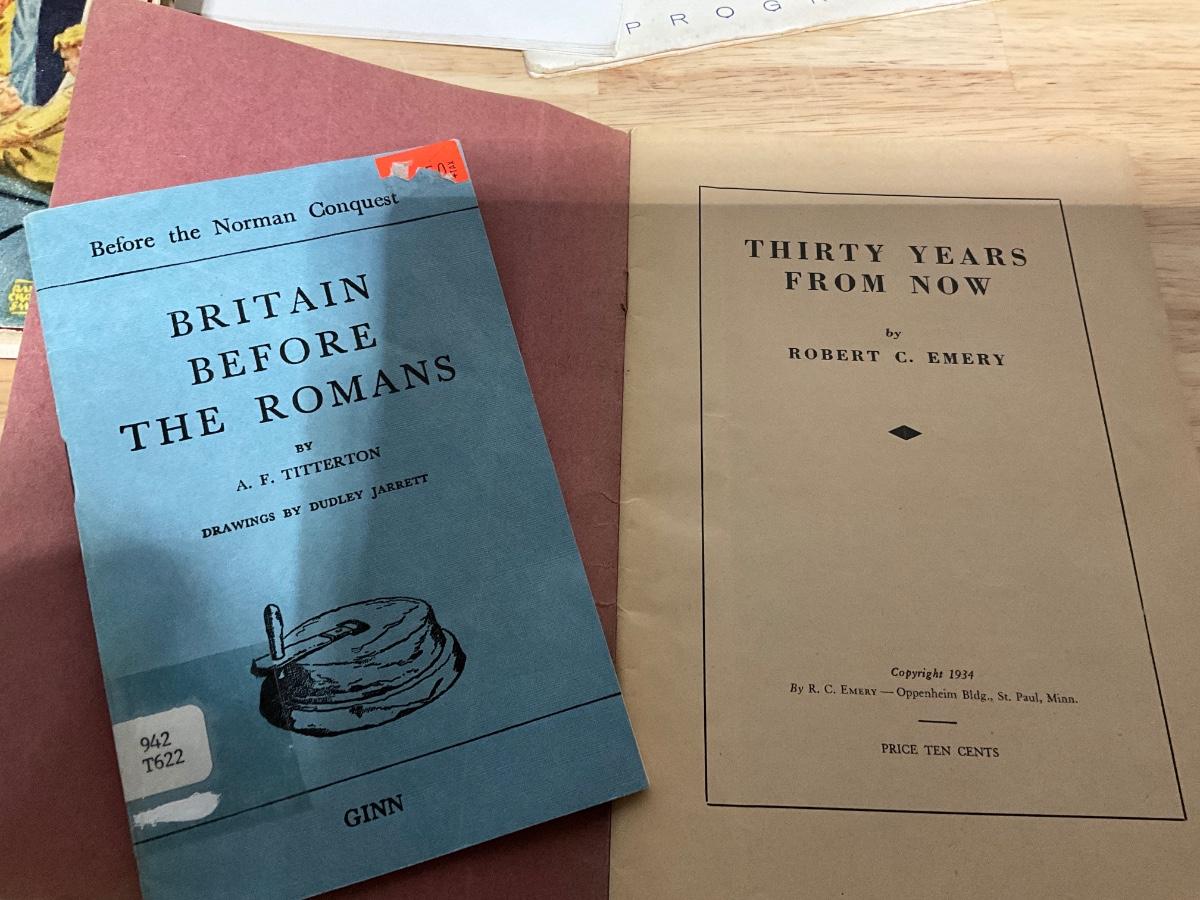 PROG
Before the Norman Conquest
BRITAIN
BEFORE
THE ROMANS
BY
A. F. TITTERTON
DRAWINGS BY DUDLEY JARRETT
942
T622
GINN
THIRTY YEARS
FROM NOW
by
ROBERT C. EMERY
Copyright 1934
By R. C. EMERY — Oppenheim Bldg., St. Paul, Minn.
PRICE TEN CENTS